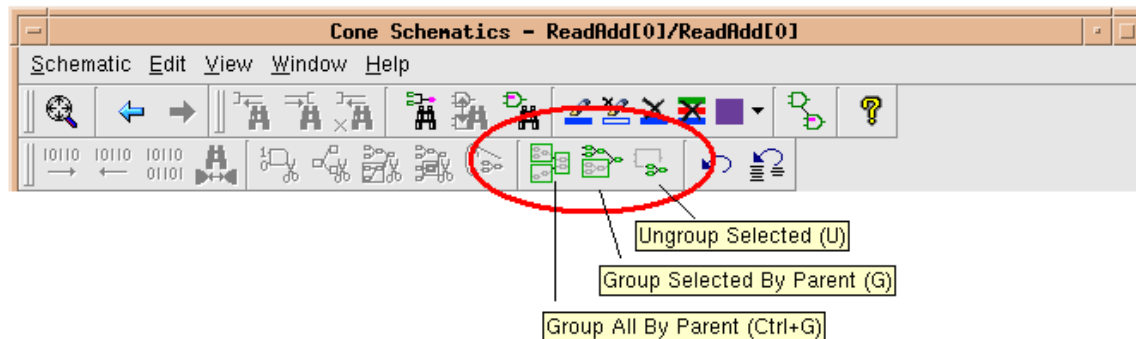 Cone Schematics - ReadAdd[0]/ReadAdd[0]
Schematic Edit View Window Help
10110 10110 10110
01101
Ungroup Selected (U)
Group Selected By Parent (G)
Group All By Parent (Ctrl+G)